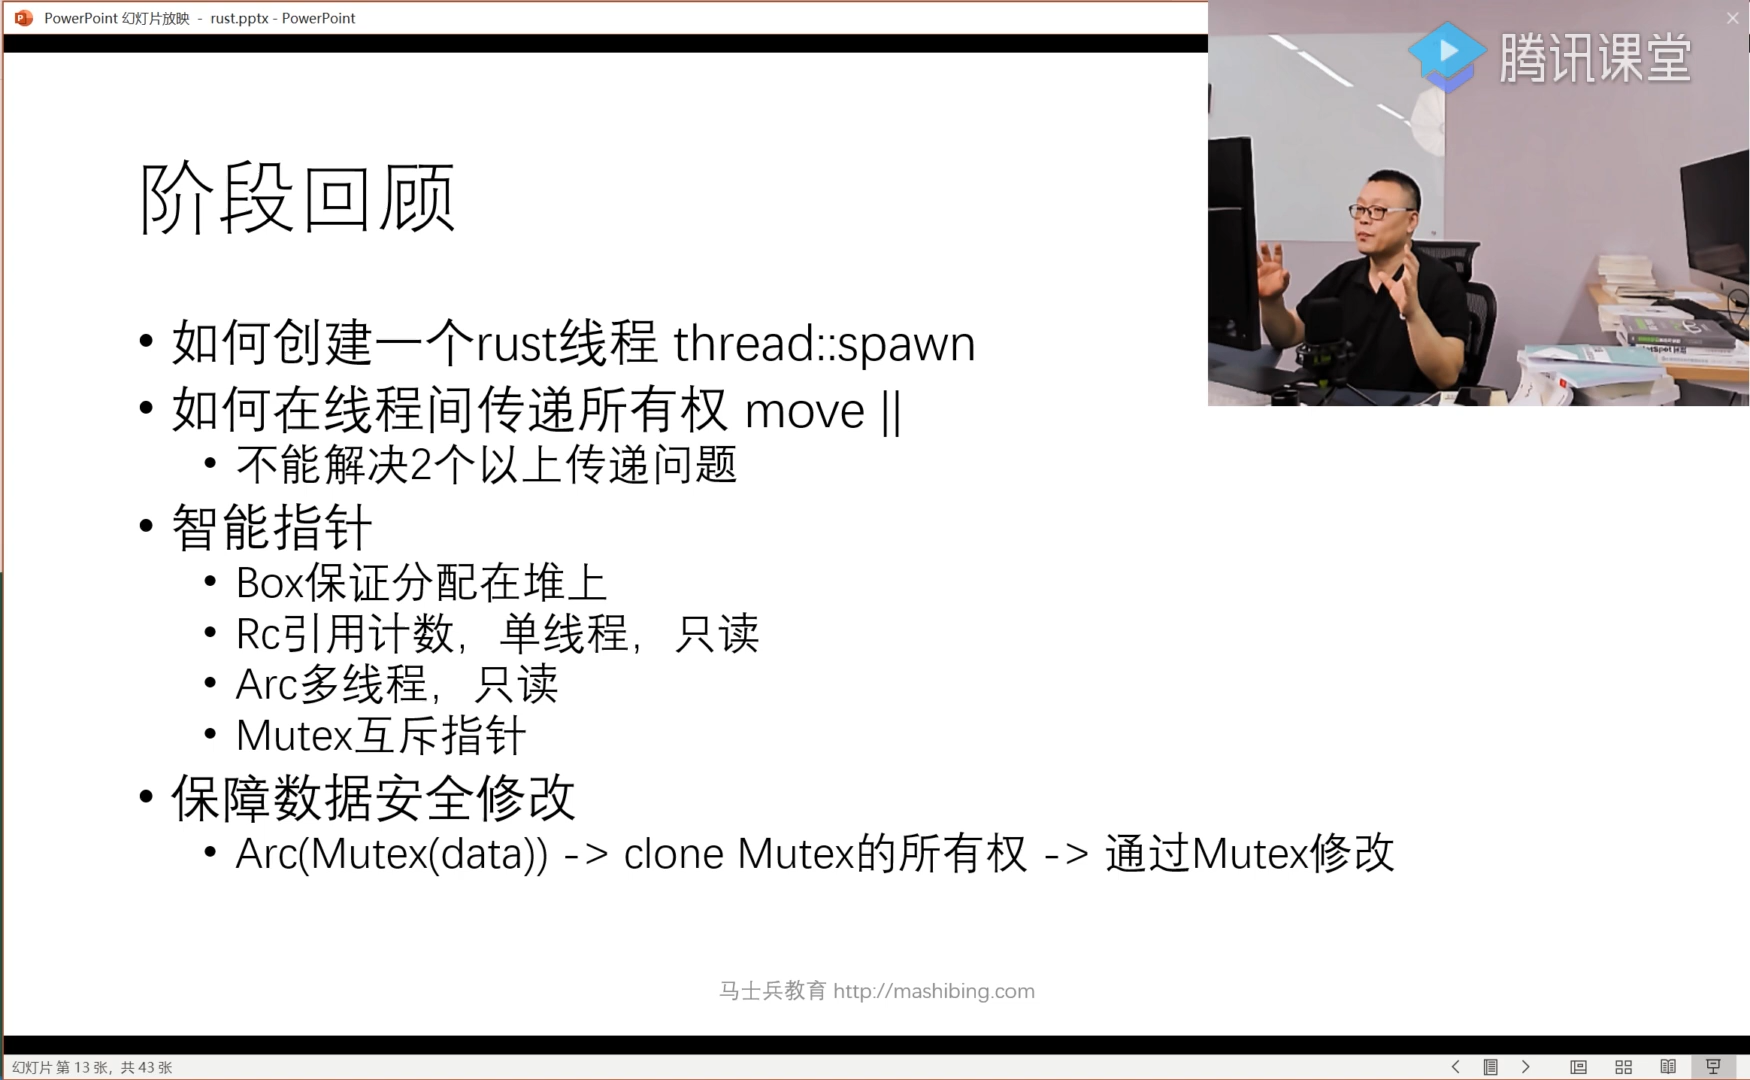 PowerPoint 幻灯片放映 - rust.pptx - PowerPoint
腾讯课堂
阶段回顾
• 如何创建一个rust线程 thread::spawn
• 如何在线程间传递所有权 move ||
• 不能解决2个以上传递问题
• 智能指针
• Box保证分配在堆上
• Rc引用计数，单线程，只读
• Arc多线程，只读
• Mutex互斥指针
• 保障数据安全修改
• Arc(Mutex(data)) -> clone Mutex的所有权 -> 通过Mutex修改
马士兵教育 http://mashibing.com
幻灯片 第 13 张，共 43 张